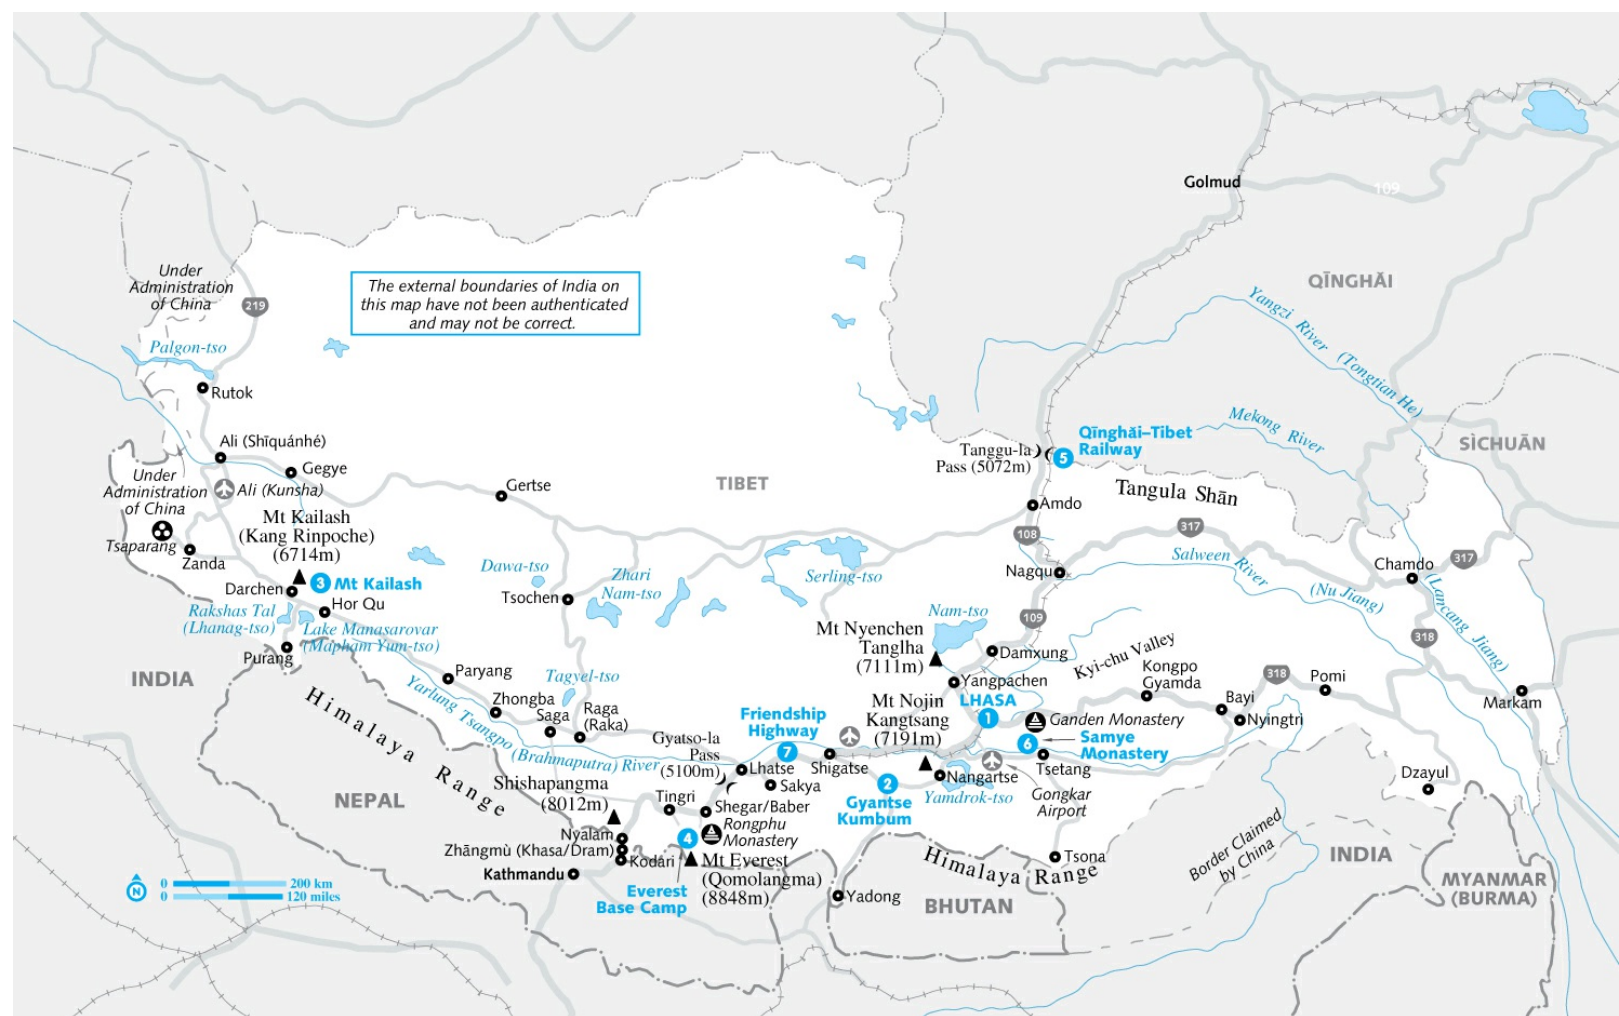 Golmud
109
QĪNGHǍI
Under
Administration
of China
219
The external boundaries of India on
this map have not been authenticated
and may not be correct.
Yangzi River (Tongtian He)
Palgon-tso
Rutok
Mekong River
Ali (Shīquánhé)
Gegye
Ali (Kunsha)
Under
Administration
of China
Tsaparang
Zanda
Gertse
TIBET
Tanggu-la
Pass (5072m)
5
Qīnghǎi–Tibet
Railway
SÌCHUĀN
Tangula Shān
Amdo
108
317
Mt Kailash
(Kang Rinpoche)
(6714m)
3
Mt Kailash
Darchen
Hor Qu
Rakshas Tal
(Lhanag-tso)
Lake Manasarovar
(Mapham Yum-tso)
Purang
Dawa-tso
Tsochen
Zhari
Nam-tso
Serling-tso
Nagqu
Salween River
(Nu Jiang)
Chamdo
317
(Lancang Jiang)
Nam-tso
109
318
Mt Nyenchen
Tanglha
(7111m)
Damxung
Kyi-chu Valley
Yangpachen
Kongpo
Gyamda
318
Pomi
Bayi
Nyingtri
Markam
INDIA
Himalaya Range
Paryang
Yarlung Tsangpo (Brahmaputra) River
Zhongba
Tagyel-tso
Saga
Raga
(Raka)
Friendship
Highway
7
Mt Nojin
Kangtsang
(7191m)
LHASA
1
Ganden Monastery
6
Samye
Monastery
Gyatso-la
Pass
(5100m)
Lhatse
Sakya
Shigatse
Nangartse
Tsetang
2
Gyantse
Kumbum
Yamdrok-tso
Gongkar
Airport
Dzayul
NEPAL
Shishapangma
(8012m)
Tingri
Shegar/Baber
Rongphu
Monastery
4
Nyalam
Zhāngmù (Khasa/Dram)
Kodari
Kathmandu
Mt Everest
(Qomolangma)
(8848m)
Everest
Base Camp
Himalaya Range
Tsona
Yadong
BHUTAN
Border Claimed
by China
INDIA
MYANMAR
(BURMA)
N
0 200 km
0 120 miles